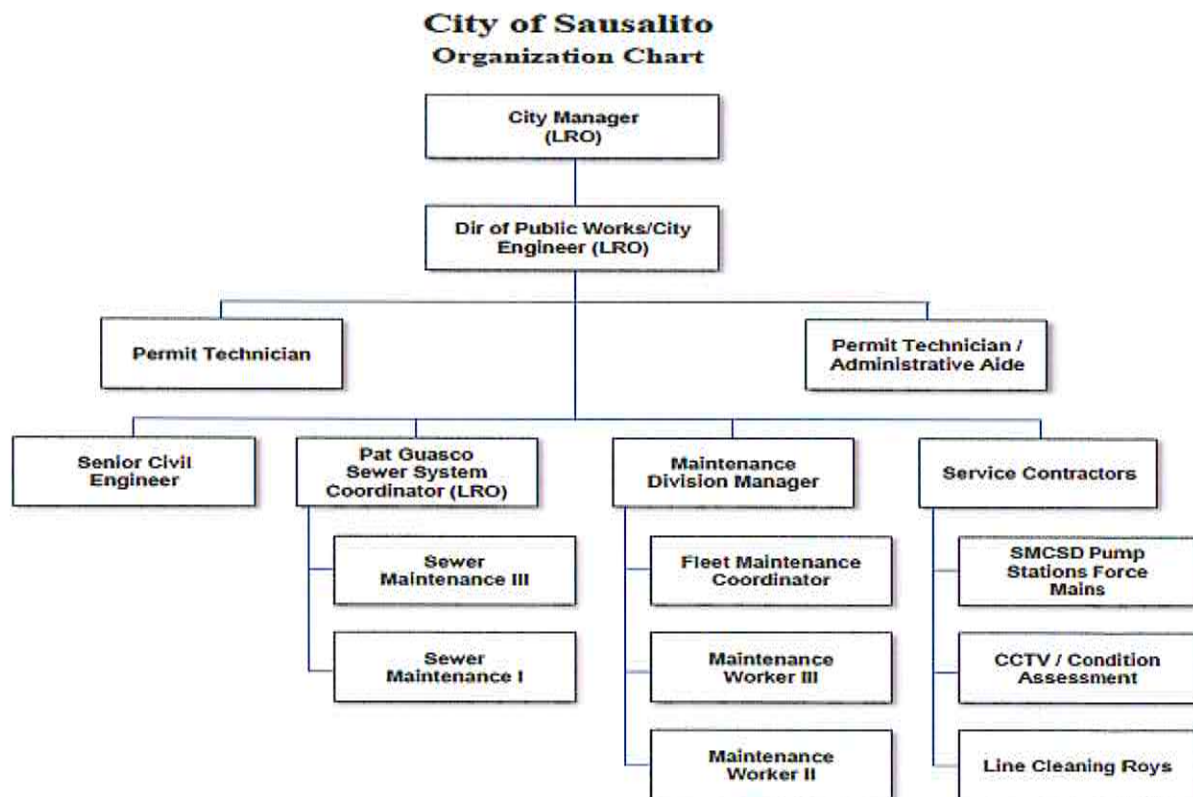 City of Sausalito
Organization Chart
City Manager
(LRO)
Dir of Public Works/City
Engineer (LRO)
Permit Technician
Permit Technician /
Administrative Aide
Senior Civil
Engineer
Pat Guasco
Sewer System
Coordinator (LRO)
Maintenance
Division Manager
Service Contractors
Sewer
Maintenance III
Fleet Maintenance
Coordinator
SMCSD Pump
Stations Force
Mains
Sewer
Maintenance I
Maintenance
Worker III
CCTV / Condition
Assessment
Maintenance
Worker II
Line Cleaning Roys